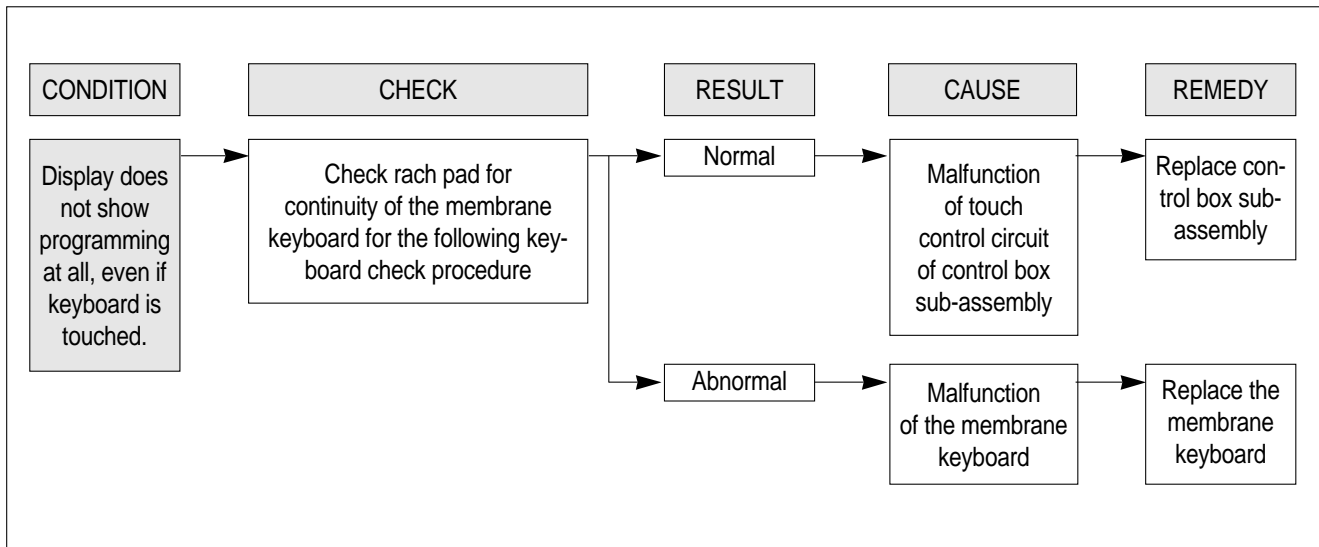 CONDITION
CHECK
RESULT
CAUSE
REMEDY
Display does
not show
programming
at all, even if
keyboard is
touched.
Check rach pad for
continuity of the membrane
keyboard for the following key-
board check procedure
Normal
Malfunction
of touch
control circuit
of control box
sub-assembly
Replace con-
trol box sub-
assembly
Abnormal
Malfunction
of the membrane
keyboard
Replace the
membrane
keyboard